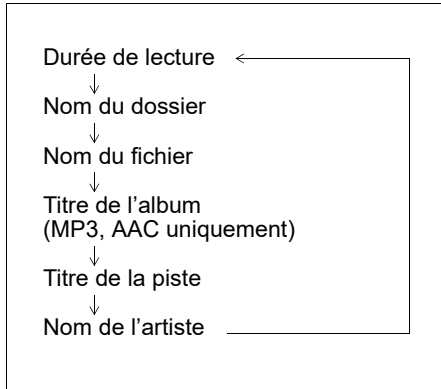 Durée de lecture
Nom du dossier
Nom du fichier
Titre de l’album
(MP3, AAC uniquement)
Titre de la piste
Nom de l’artiste